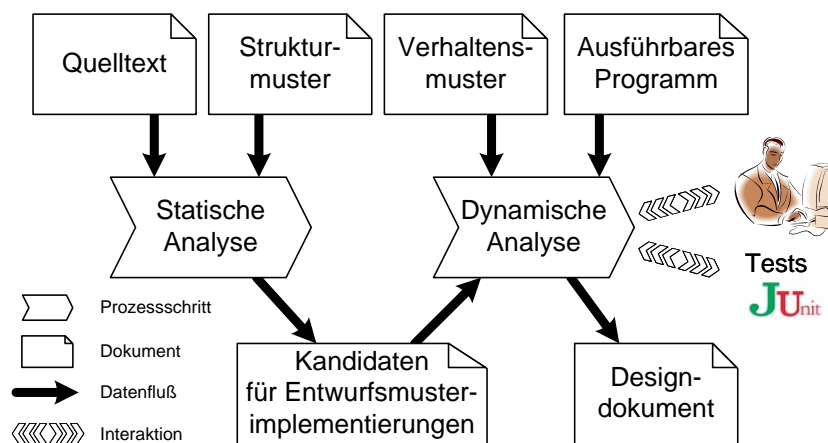 Quelltext
Struktur-
muster
Verhaltens-
muster
Ausführbares
Programm
Statische
Analyse
Dynamische
Analyse
Tests
JUnit
Prozessschritt
Dokument
Datenfluß
Interaktion
Kandidaten
für Entwurfsmuster-
implementierungen
Design-
dokument